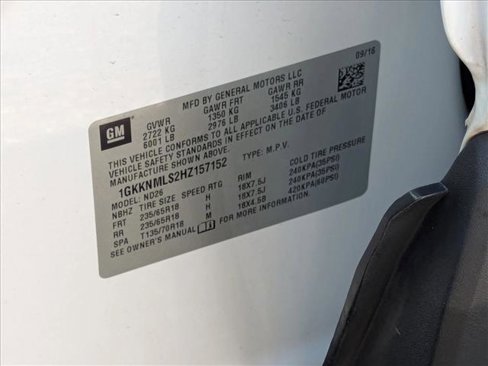 09/16
MFD BY GENERAL MOTORS LLC
GM
GVWR GAWR FRT GAWR RR
2722 KG 1350 KG 1545 KG
6001 LB 2976 LB 3406 LB
THIS VEHICLE CONFORMS TO ALL APPLICABLE U.S. FEDERAL MOTOR
VEHICLE SAFETY STANDARDS IN EFFECT ON THE DATE OF
MANUFACTURE SHOWN ABOVE.
1GKKNMLS2HZ157152 TYPE: M.P.V.
MODEL: ND26
NBHZ TIRE SIZE SPEED RTG RIM COLD TIRE PRESSURE
FRT 235/65R18 H 18X7.5J 240KPA(35PSI)
RR 235/65R18 H 18X7.5J 240KPA(35PSI)
SPA T135/70R18 M 18X4.5B 420KPA(60PSI)
SEE OWNER'S MANUAL FOR MORE INFORMATION.